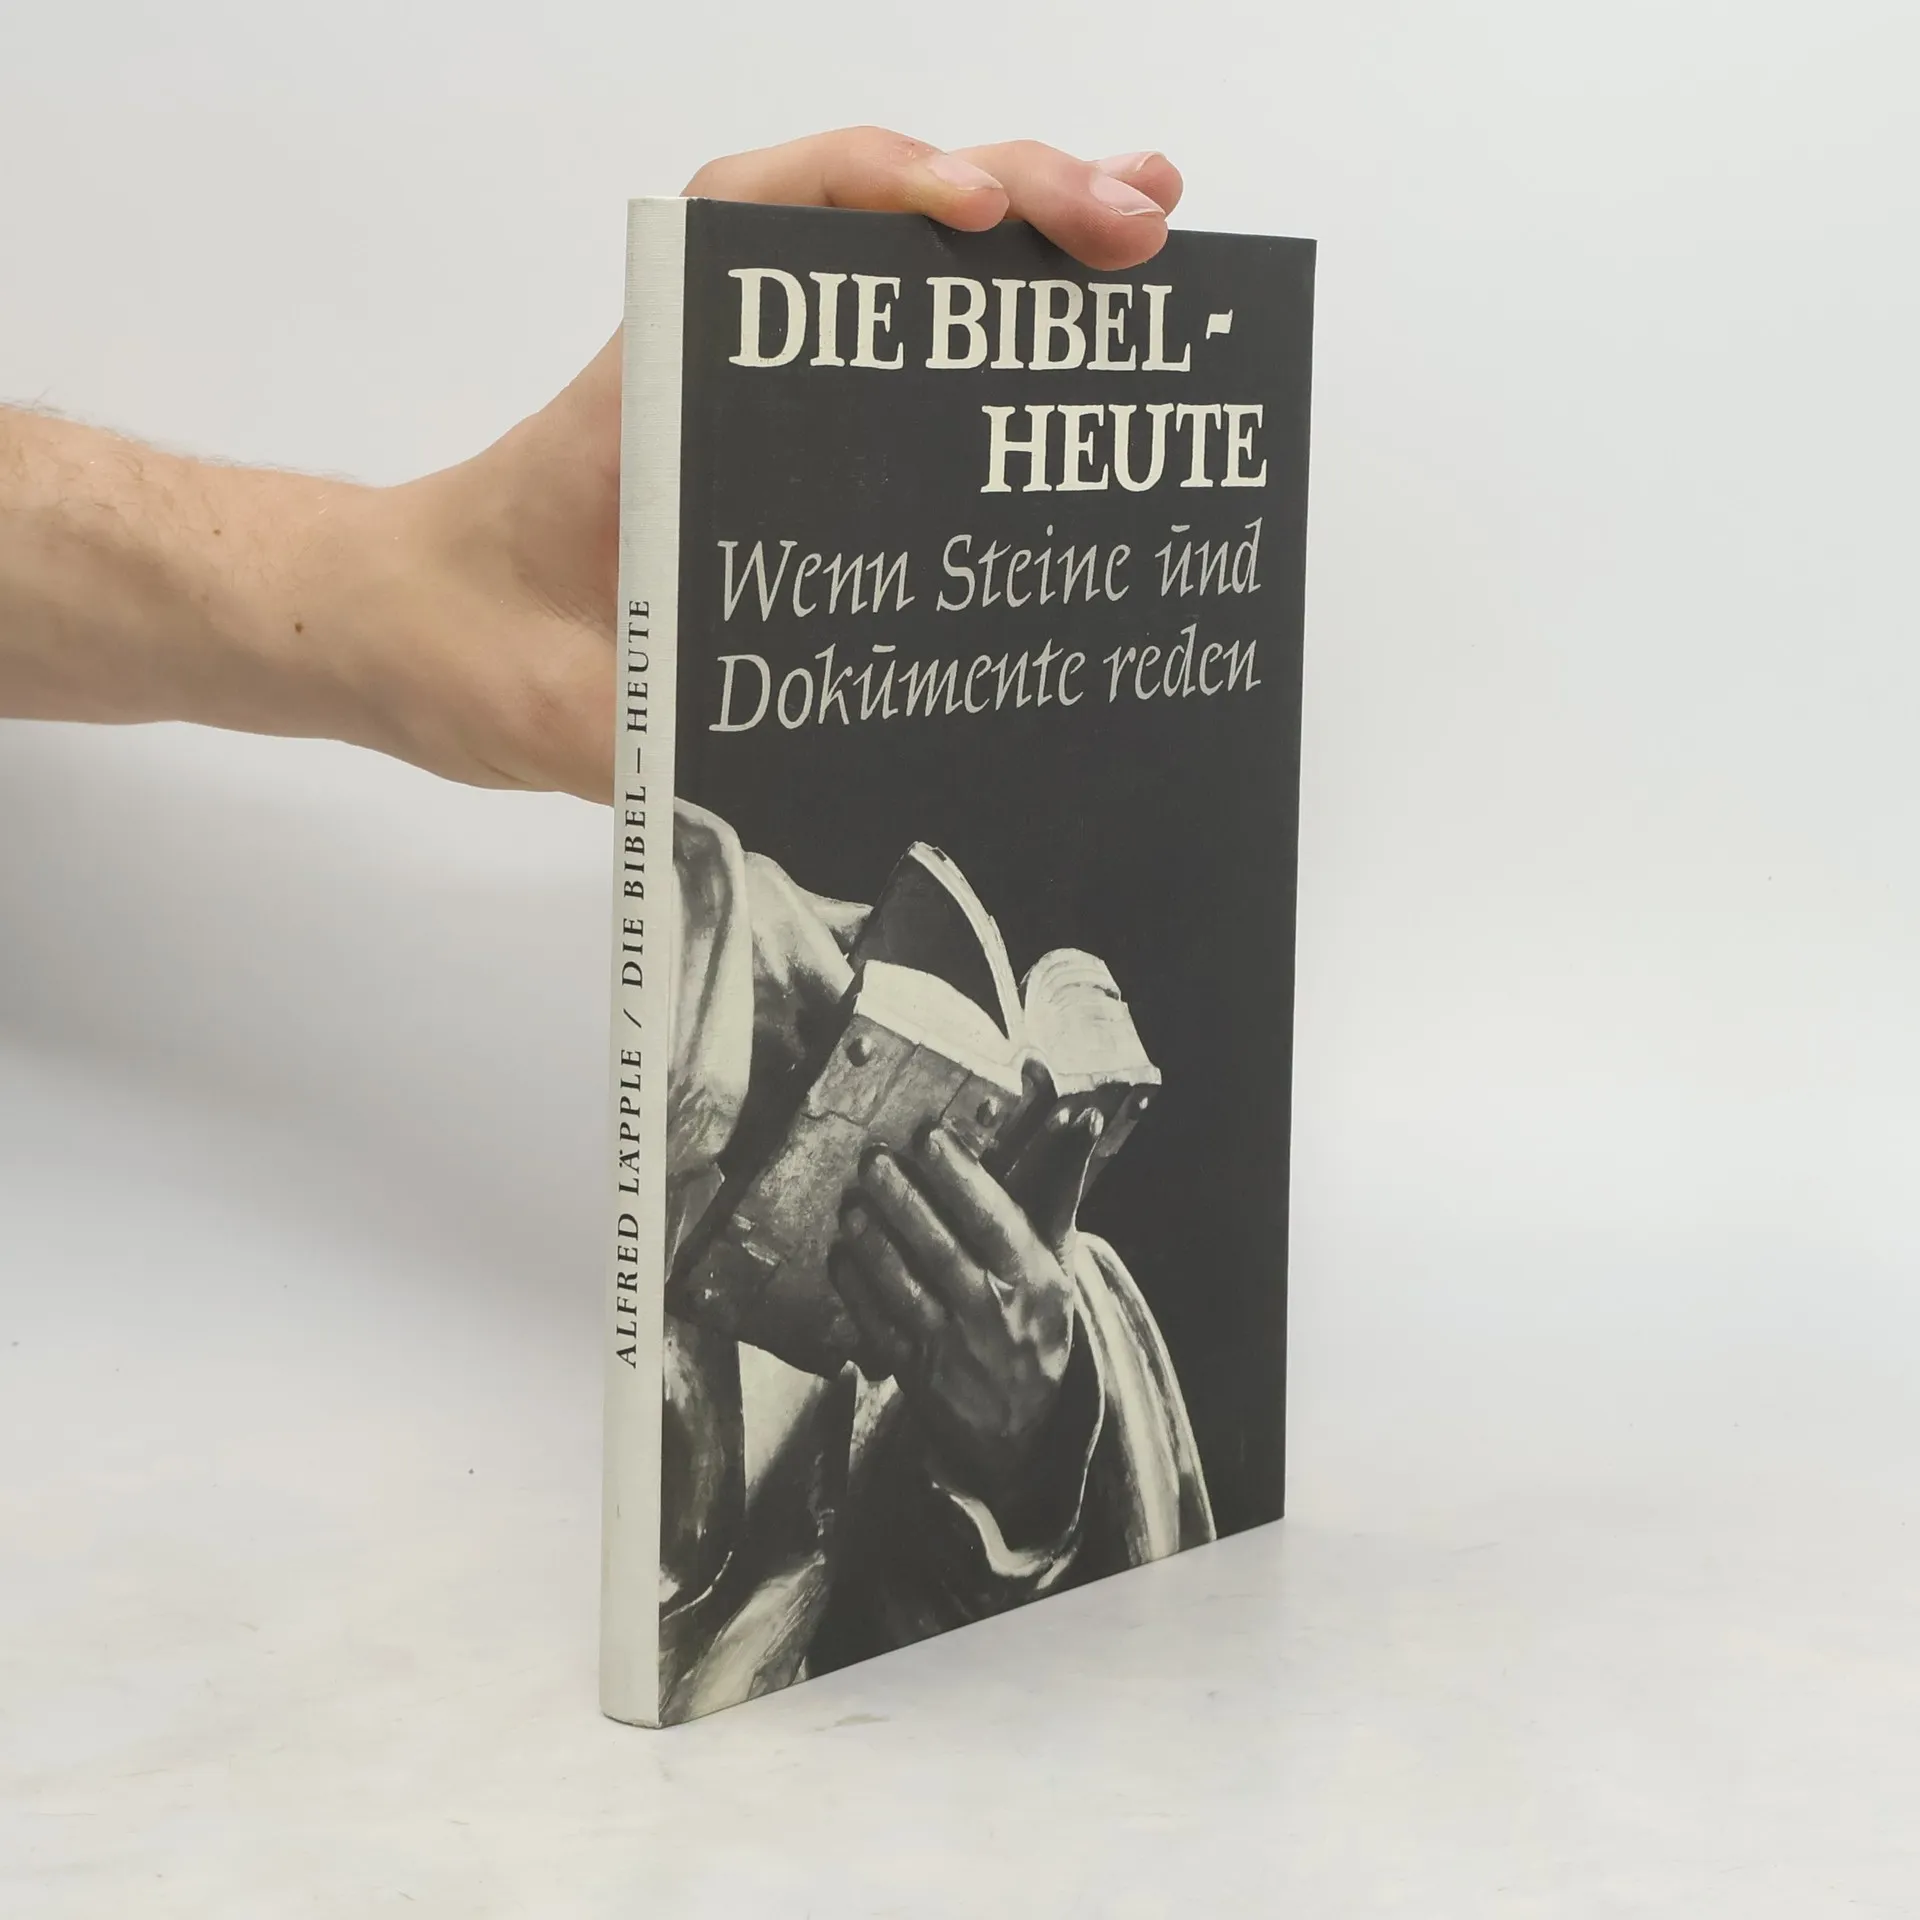 DIE BIBEL-
HEUTE
Wenn Steine und
Dokumente reden
ALFRED LÄPPLE / DIE BIBEL — HEUTE